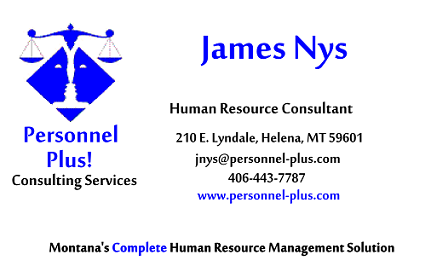 James Nys
Human Resource Consultant
Personnel
Plus!
Consulting Services
210 E. Lyndale, Helena, MT 59601
jnys@personnel-plus.com
406-443-7787
www.personnel-plus.com
Montana's Complete Human Resource Management Solution